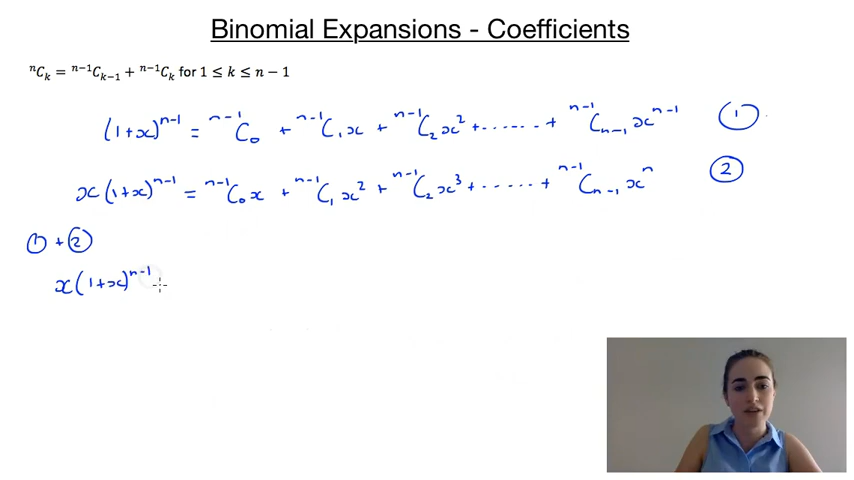 Binomial Expansions - Coefficients
ⁿCₖ = ⁿ⁻¹Cₖ₋₁ + ⁿ⁻¹Cₖ for 1 ≤ k ≤ n − 1
(1+x)ⁿ⁻¹ = ⁿ⁻¹C₀ + ⁿ⁻¹C₁x + ⁿ⁻¹C₂x² + ...... + ⁿ⁻¹Cₙ₋₁xⁿ⁻¹ ①
x(1+x)ⁿ⁻¹ = ⁿ⁻¹C₀x + ⁿ⁻¹C₁x² + ⁿ⁻¹C₂x³ + ...... + ⁿ⁻¹Cₙ₋₁xⁿ ②
① + ②
x(1+x)ⁿ⁻¹